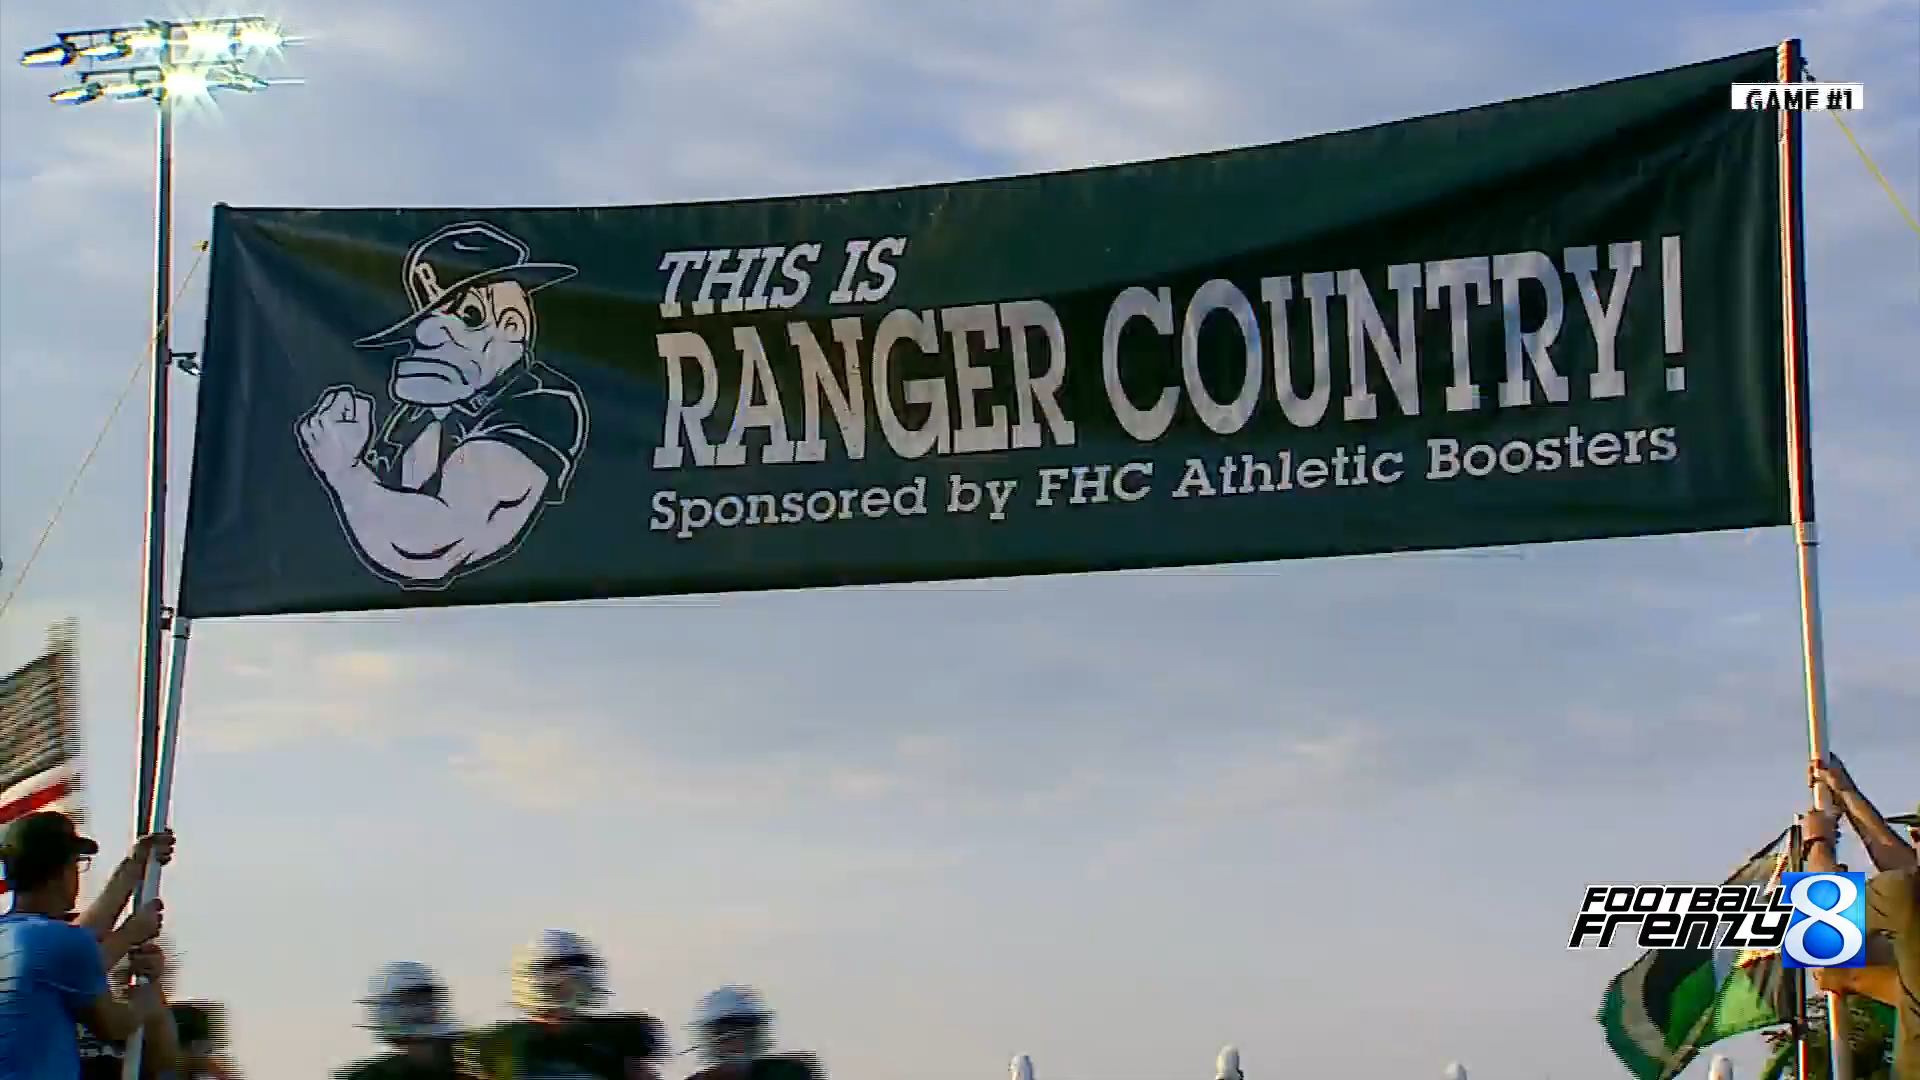 GAME #1
R
THIS IS
RANGER COUNTRY!
Sponsored by FHC Athletic Boosters
FOOTBALL
FRENZY 8